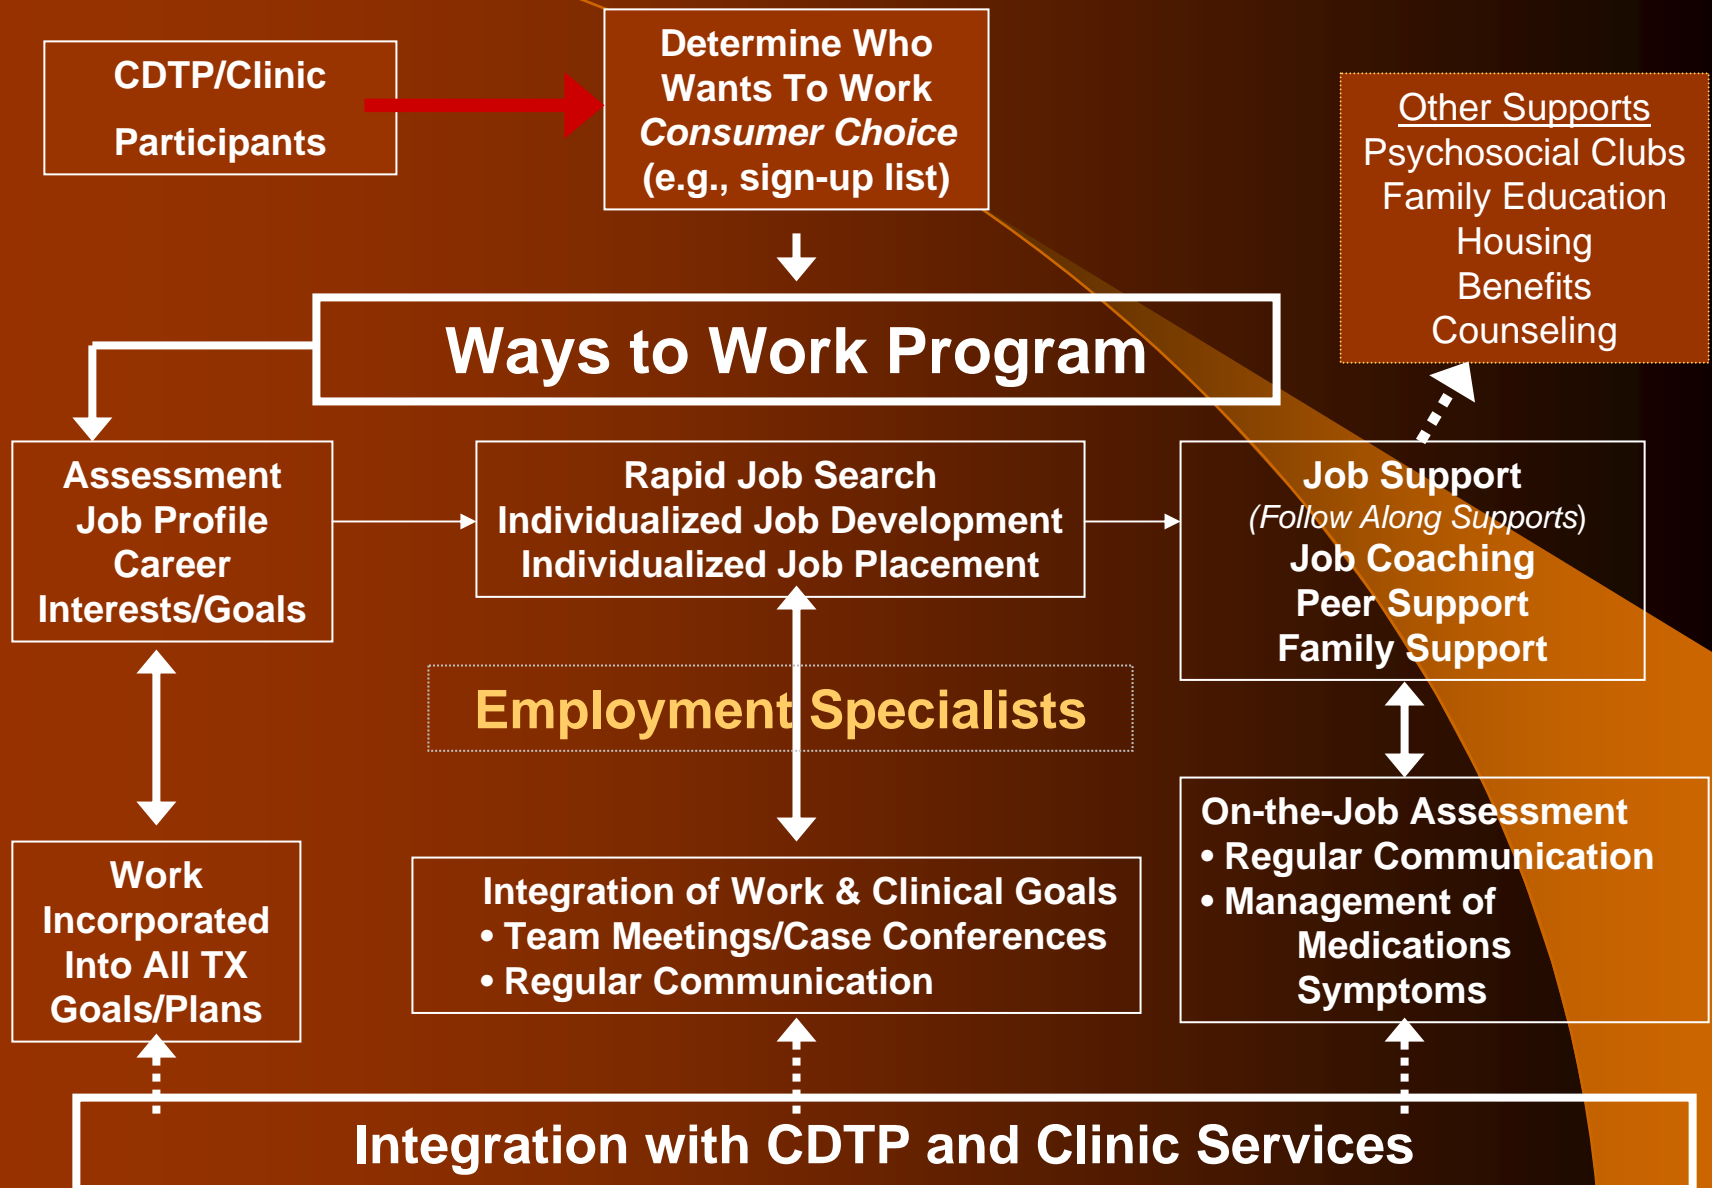 CDTP/Clinic
Participants
Determine Who
Wants To Work
Consumer Choice
(e.g., sign-up list)
Other Supports
Psychosocial Clubs
Family Education
Housing
Benefits
Counseling
Ways to Work Program
Assessment
Job Profile
Career
Interests/Goals
Rapid Job Search
Individualized Job Development
Individualized Job Placement
Job Support
(Follow Along Supports)
Job Coaching
Peer Support
Family Support
Employment Specialists
Work
Incorporated
Into All TX
Goals/Plans
Integration of Work & Clinical Goals
• Team Meetings/Case Conferences
• Regular Communication
On-the-Job Assessment
• Regular Communication
• Management of
Medications
Symptoms
Integration with CDTP and Clinic Services